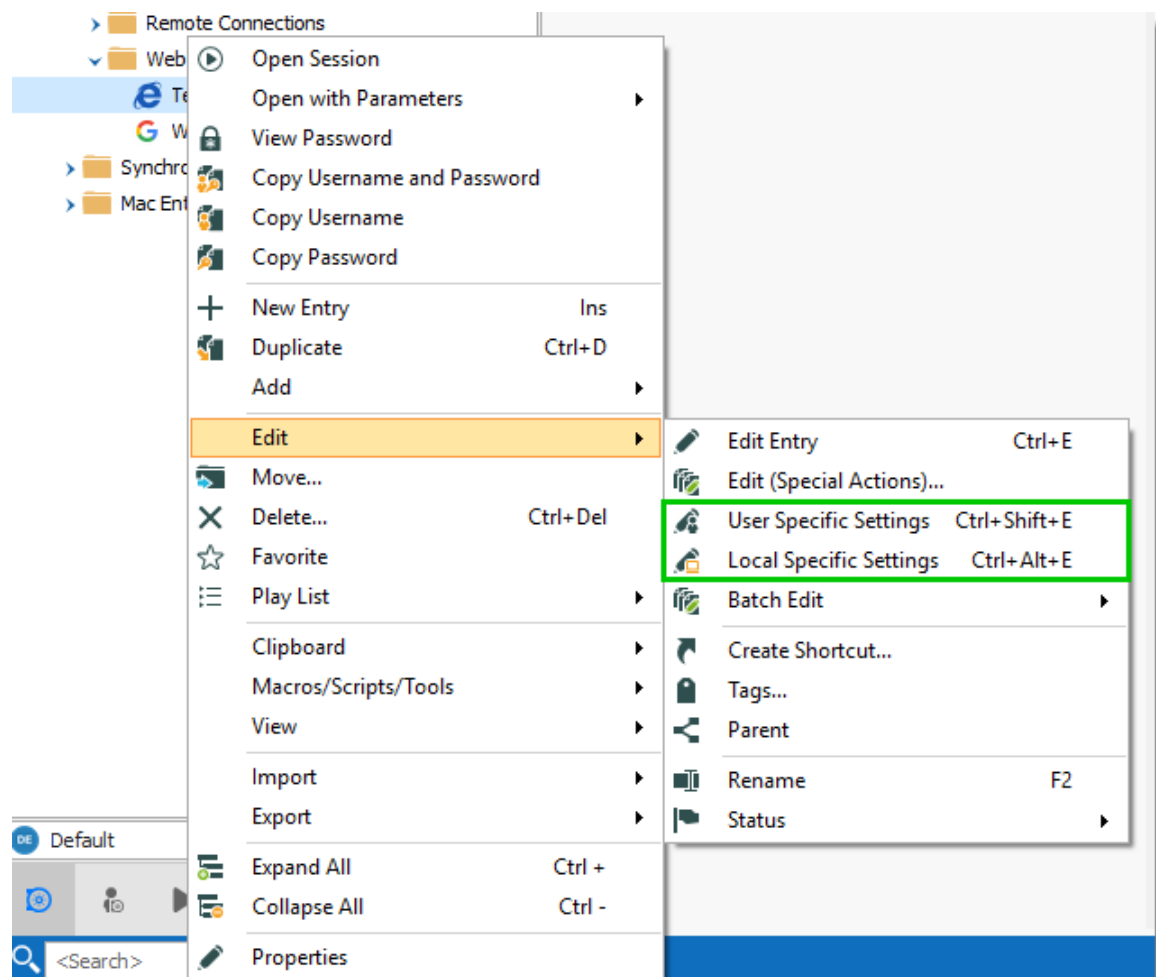 Remote Connections
Web
Open Session
Open with Parameters
View Password
Copy Username and Password
Synchro
Mac Ent
Copy Username
Copy Password
New Entry Ins
Duplicate Ctrl+D
Add
Edit
Move...
Delete... Ctrl+Del
Favorite
Play List
Clipboard
Macros/Scripts/Tools
View
Import
Export
Expand All Ctrl +
Collapse All Ctrl -
Properties
Edit Entry Ctrl+E
Edit (Special Actions)...
User Specific Settings Ctrl+Shift+E
Local Specific Settings Ctrl+Alt+E
Batch Edit
Create Shortcut...
Tags...
Parent
Rename F2
Status
DE Default
<Search>